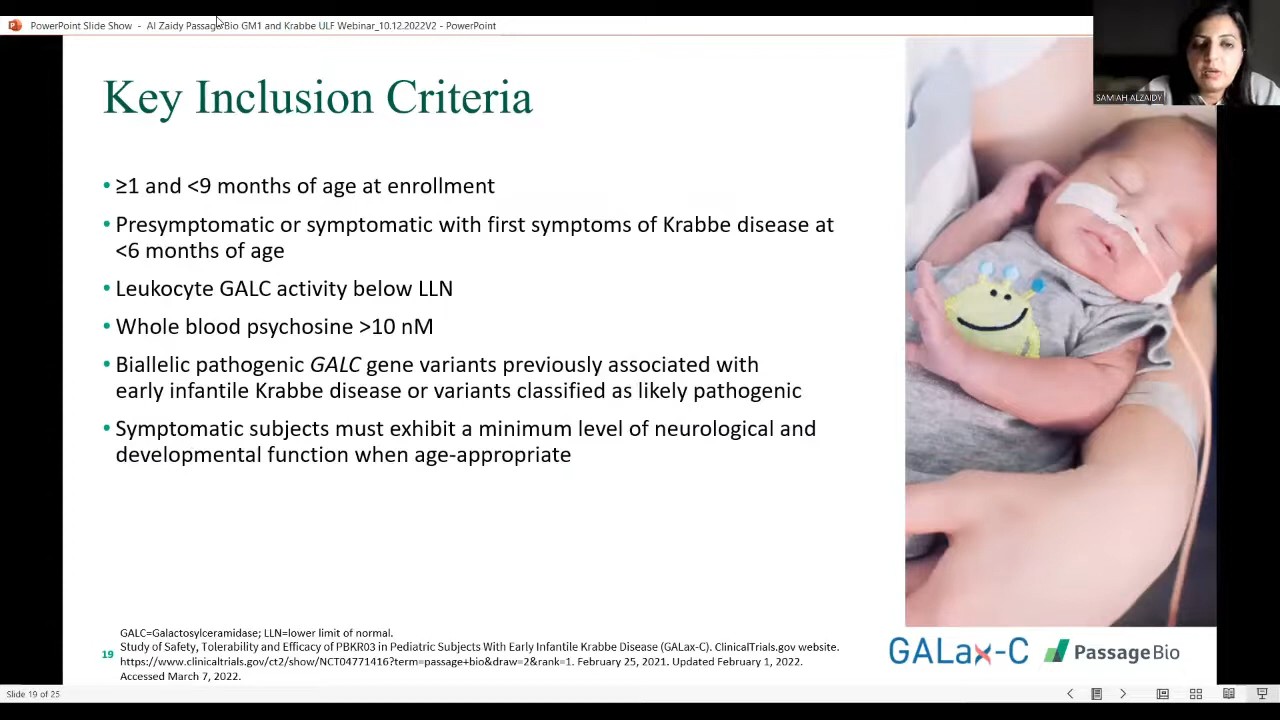 PowerPoint Slide Show - Al Zaidy Passage Bio GM1 and Krabbe ULF Webinar_10.12.2022V2 - PowerPoint
SAMIAH ALZAIDY
Key Inclusion Criteria
• ≥1 and <9 months of age at enrollment
• Presymptomatic or symptomatic with first symptoms of Krabbe disease at
<6 months of age
• Leukocyte GALC activity below LLN
• Whole blood psychosine >10 nM
• Biallelic pathogenic GALC gene variants previously associated with
early infantile Krabbe disease or variants classified as likely pathogenic
• Symptomatic subjects must exhibit a minimum level of neurological and
developmental function when age-appropriate
GALC=Galactosylceramidase; LLN=lower limit of normal.
19 Study of Safety, Tolerability and Efficacy of PBKR03 in Pediatric Subjects With Early Infantile Krabbe Disease (GALax-C). ClinicalTrials.gov website.
https://www.clinicaltrials.gov/ct2/show/NCT04771416?term=passage+bio&draw=2&rank=1. February 25, 2021. Updated February 1, 2022.
Accessed March 7, 2022.
GALax-C PassageBio
Slide 19 of 25